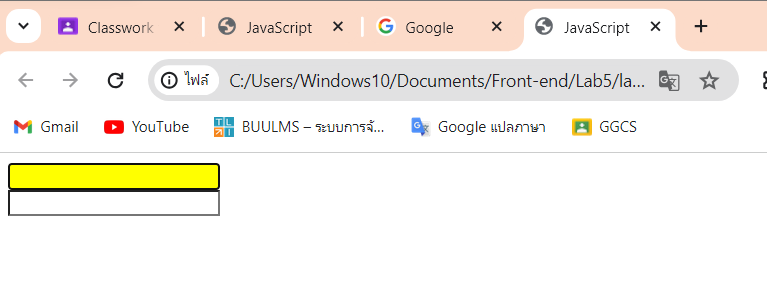 Classwork JavaScript Google JavaScript
ไฟล์ C:/Users/Windows10/Documents/Front-end/Lab5/la...
Gmail YouTube BUULMS – ระบบการจั... Google แปลภาษา GGCS